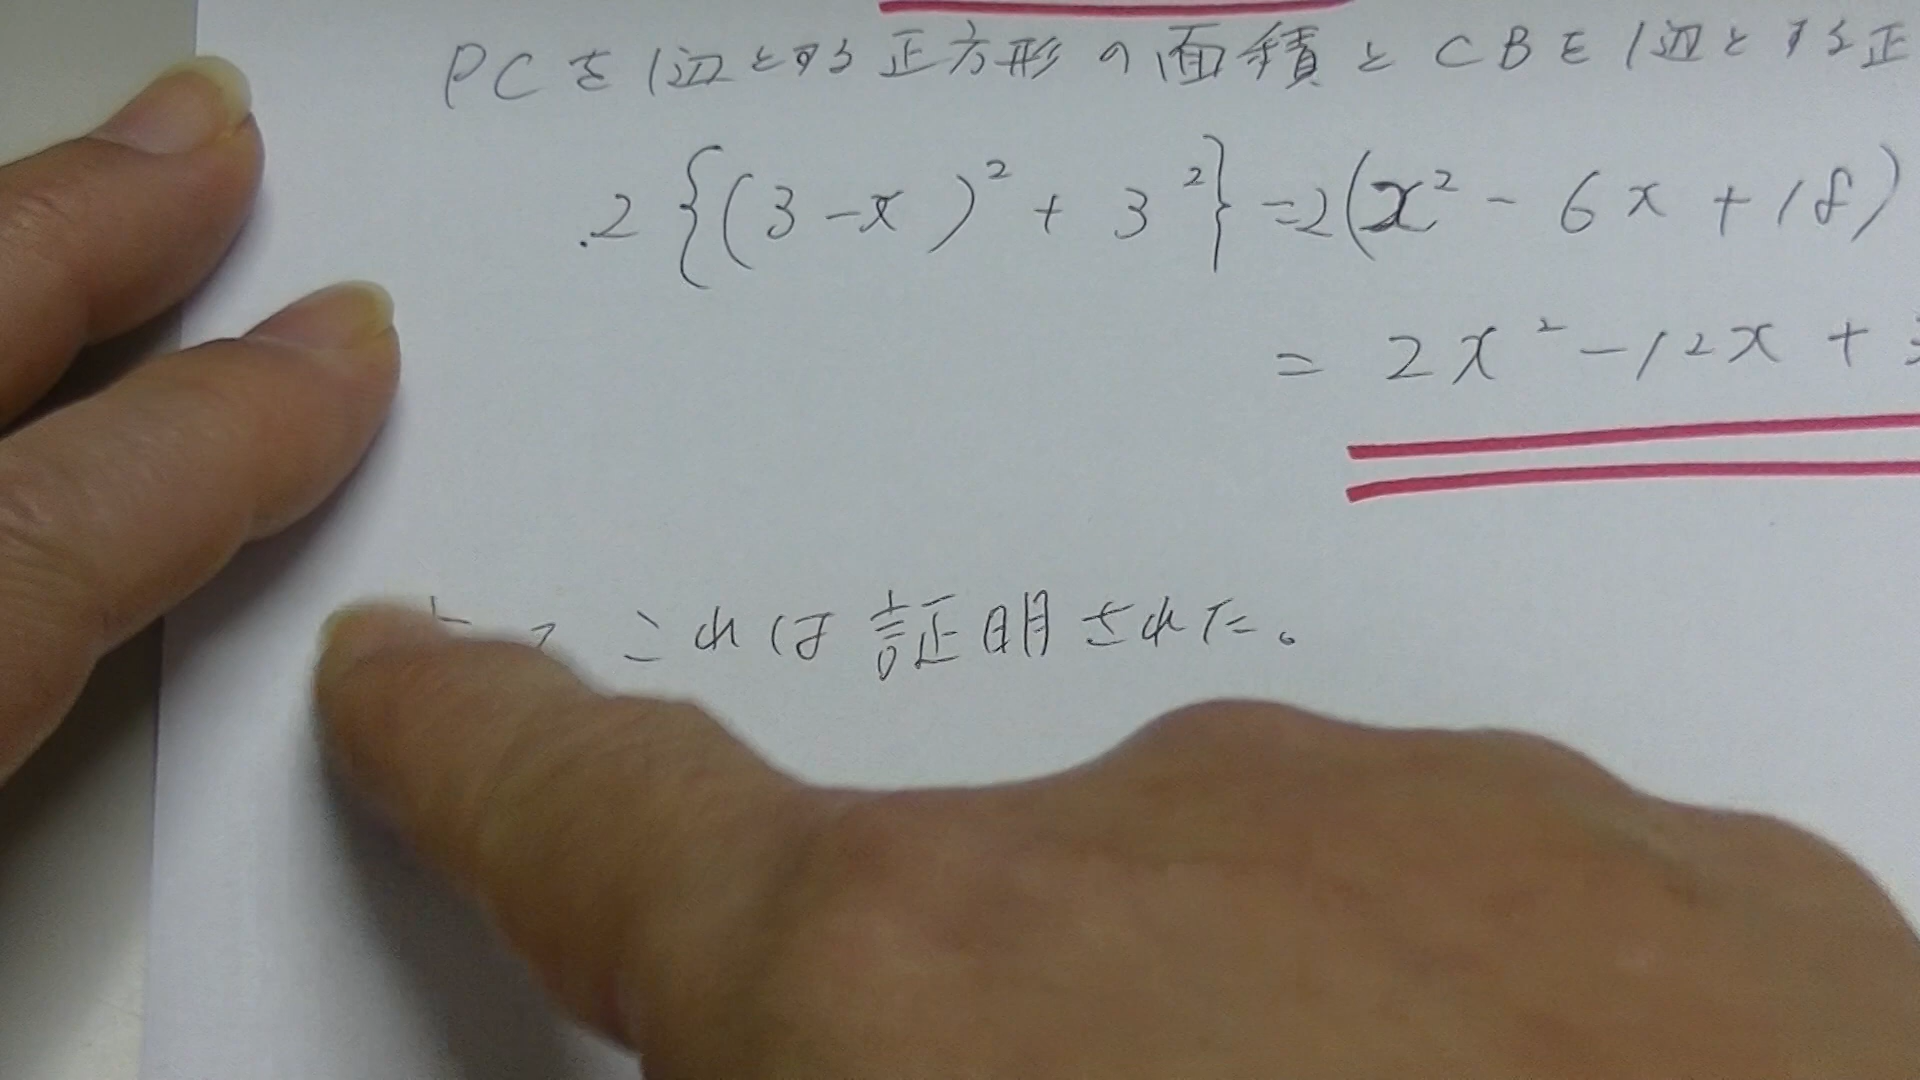 PCを1辺とする正方形の面積とCBを1辺とする正
2{(3-x)²+3²}=2(x²-6x+18)
=2x²-12x+
これは証明された。